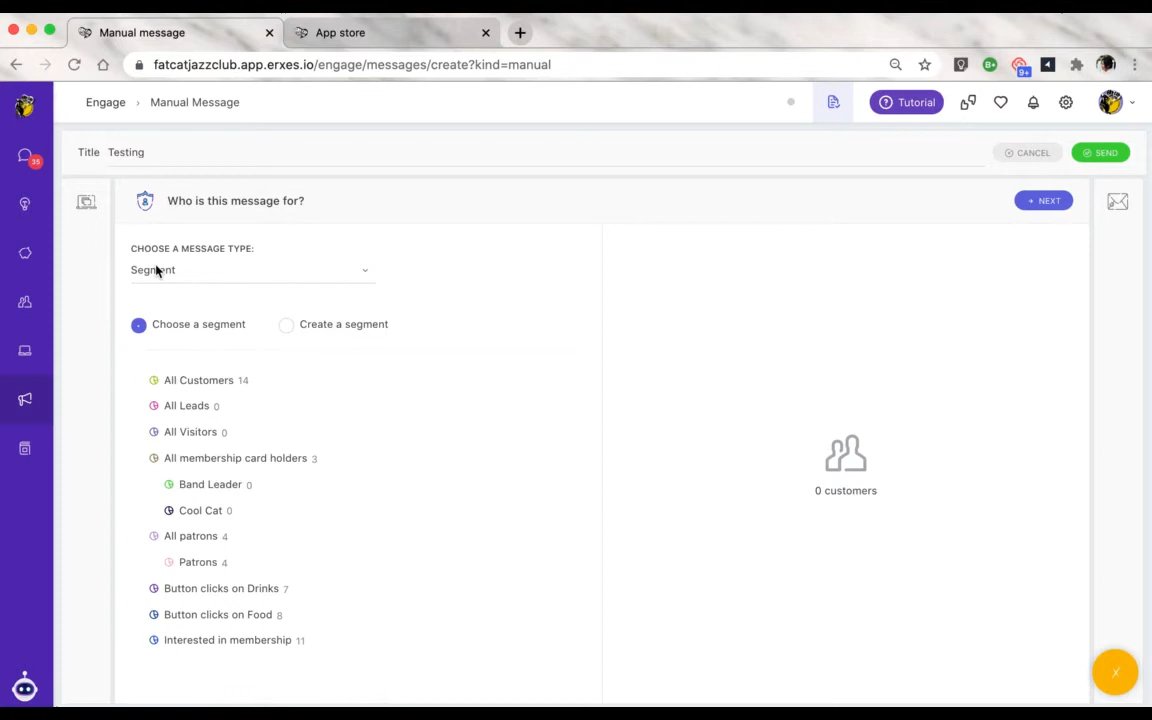 Manual message
App store
fatcatjazzclub.app.erxes.io/engage/messages/create?kind=manual
B+
9+
Engage › Manual Message
Tutorial
35
Title Testing
CANCEL
SEND
Who is this message for?
+ NEXT
CHOOSE A MESSAGE TYPE:
Segment
Choose a segment
Create a segment
All Customers 14
All Leads 0
All Visitors 0
All membership card holders 3
Band Leader 0
Cool Cat 0
All patrons 4
Patrons 4
Button clicks on Drinks 7
Button clicks on Food 8
Interested in membership 11
0 customers